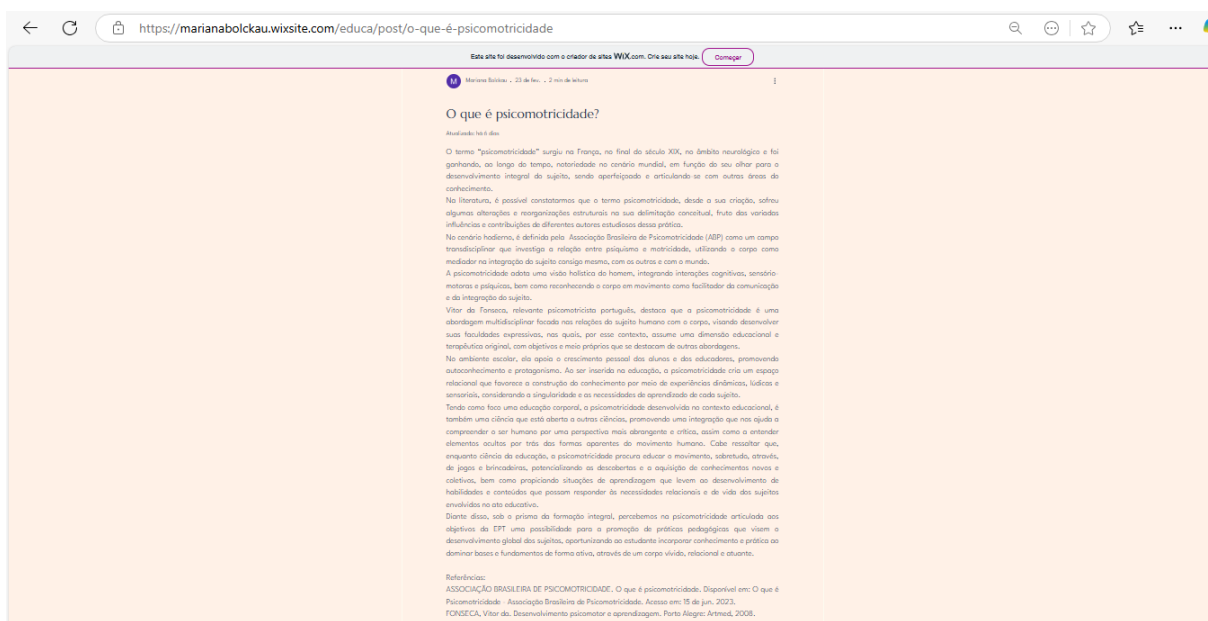 https://marianabolckau.wixsite.com/educa/post/o-que-é-psicomotricidade
Este site foi desenvolvido com o criador de sites WiX.com. Crie seu site hoje. Começar
M Mariana Bolckau . 23 de fev. . 2 min de leitura
O que é psicomotricidade?
Atualizado: há 6 dias
O termo "psicomotricidade" surgiu na França, no final do século XIX, no âmbito neurológico e foi
ganhando, ao longo do tempo, notoriedade no cenário mundial, em função do seu olhar para o
desenvolvimento integral do sujeito, sendo aperfeiçoado e articulando-se com outras áreas do
conhecimento.
Na literatura, é possível constatarmos que o termo psicomotricidade, desde a sua criação, sofreu
algumas alterações e reorganizações estruturais na sua delimitação conceitual, fruto das variadas
influências e contribuições de diferentes autores estudiosos dessa prática.
No cenário hodierno, é definida pela Associação Brasileira de Psicomotricidade (ABP) como um campo
transdisciplinar que investiga a relação entre psiquismo e motricidade, utilizando o corpo como
mediador na integração do sujeito consigo mesmo, com os outros e com o mundo.
A psicomotricidade adota uma visão holística do homem, integrando interações cognitivas, sensório-
motoras e psíquicas, bem como reconhecendo o corpo em movimento como facilitador da comunicação
e da integração do sujeito.
Vitor da Fonseca, relevante psicomotricista português, destaca que a psicomotricidade é uma
abordagem multidisciplinar focada nas relações do sujeito humano com o corpo, visando desenvolver
suas faculdades expressivas, nas quais, por esse contexto, assume uma dimensão educacional e
terapêutica original, com objetivos e meio próprios que se destacam de outras abordagens.
No ambiente escolar, ela apoia o crescimento pessoal dos alunos e dos educadores, promovendo
autoconhecimento e protagonismo. Ao ser inserida na educação, a psicomotricidade cria um espaço
relacional que favorece a construção do conhecimento por meio de experiências dinâmicas, lúdicas e
sensoriais, considerando a singularidade e as necessidades de aprendizado de cada sujeito.
Tendo como foco uma educação corporal, a psicomotricidade desenvolvida no contexto educacional, é
também uma ciência que está aberta a outras ciências, promovendo uma integração que nos ajuda a
compreender o ser humano por uma perspectiva mais abrangente e crítica, assim como a entender
elementos ocultos por trás das formas aparentes do movimento humano. Cabe ressaltar que,
enquanto ciência da educação, a psicomotricidade procura educar o movimento, sobretudo, através,
de jogos e brincadeiras, potencializando as descobertas e a aquisição de conhecimentos novos e
coletivos, bem como propiciando situações de aprendizagem que levem ao desenvolvimento de
habilidades e conteúdos que possam responder às necessidades relacionais e de vida dos sujeitos
envolvidos no ato educativo.
Diante disso, sob o prisma da formação integral, percebemos na psicomotricidade articulada aos
objetivos da EPT uma possibilidade para a promoção de práticas pedagógicas que visem o
desenvolvimento global dos sujeitos, oportunizando ao estudante incorporar conhecimento e prática ao
dominar bases e fundamentos de forma ativa, através de um corpo vivido, relacional e atuante.
Referências:
ASSOCIAÇÃO BRASILEIRA DE PSICOMOTRICIDADE. O que é psicomotricidade. Disponível em: O que é
Psicomotricidade - Associação Brasileira de Psicomotricidade. Acesso em: 15 de jun. 2023.
FONSECA, Vitor da. Desenvolvimento psicomotor e aprendizagem. Porto Alegre: Artmed, 2008.